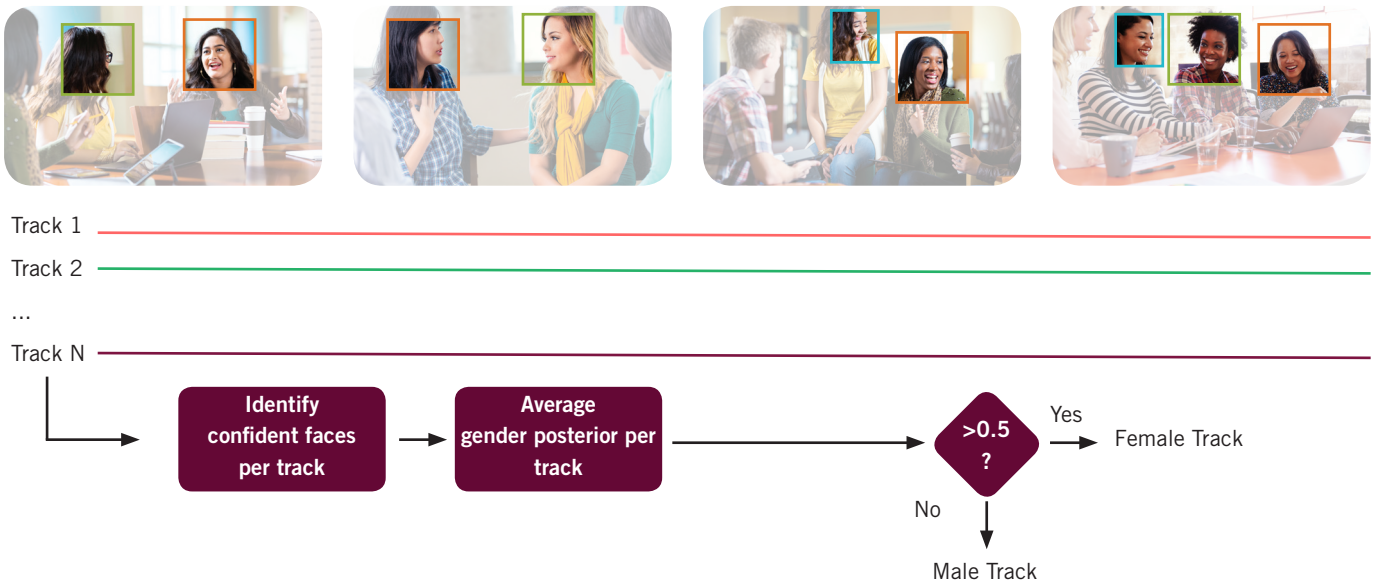 Track 1
Track 2
...
Track N
Identify
confident faces
per track
Average
gender posterior per
track
>0.5
?
Yes
Female Track
No
Male Track